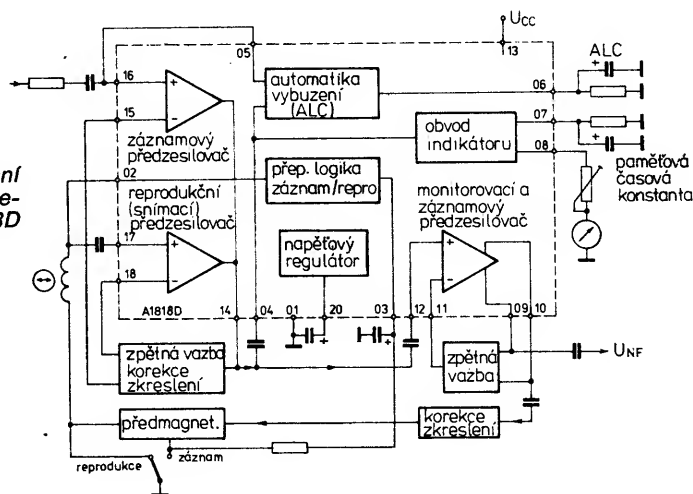 UCC
05
13
ALC
+
16
+
automatika
vybuzení
(ALC)
06
15
-
07
záznamový
předzesilovač
obvod
indikátoru
08
+
paměťová
časová
konstanta
ní
e-
3D
02
přep. logika
záznam/repro
reprodukční
(snímací)
předzesilovač
monitorovací a
záznamový
předzesilovač
17
+
18
-
napěťový
regulátor
+
-
A1818D
14
04
01
20
03
12
11
09
10
+
+
zpětná vazba
korekce
zkreslení
zpětná
vazba
UNF
předmagnet.
korekce
zkreslení
reprodukce
záznam